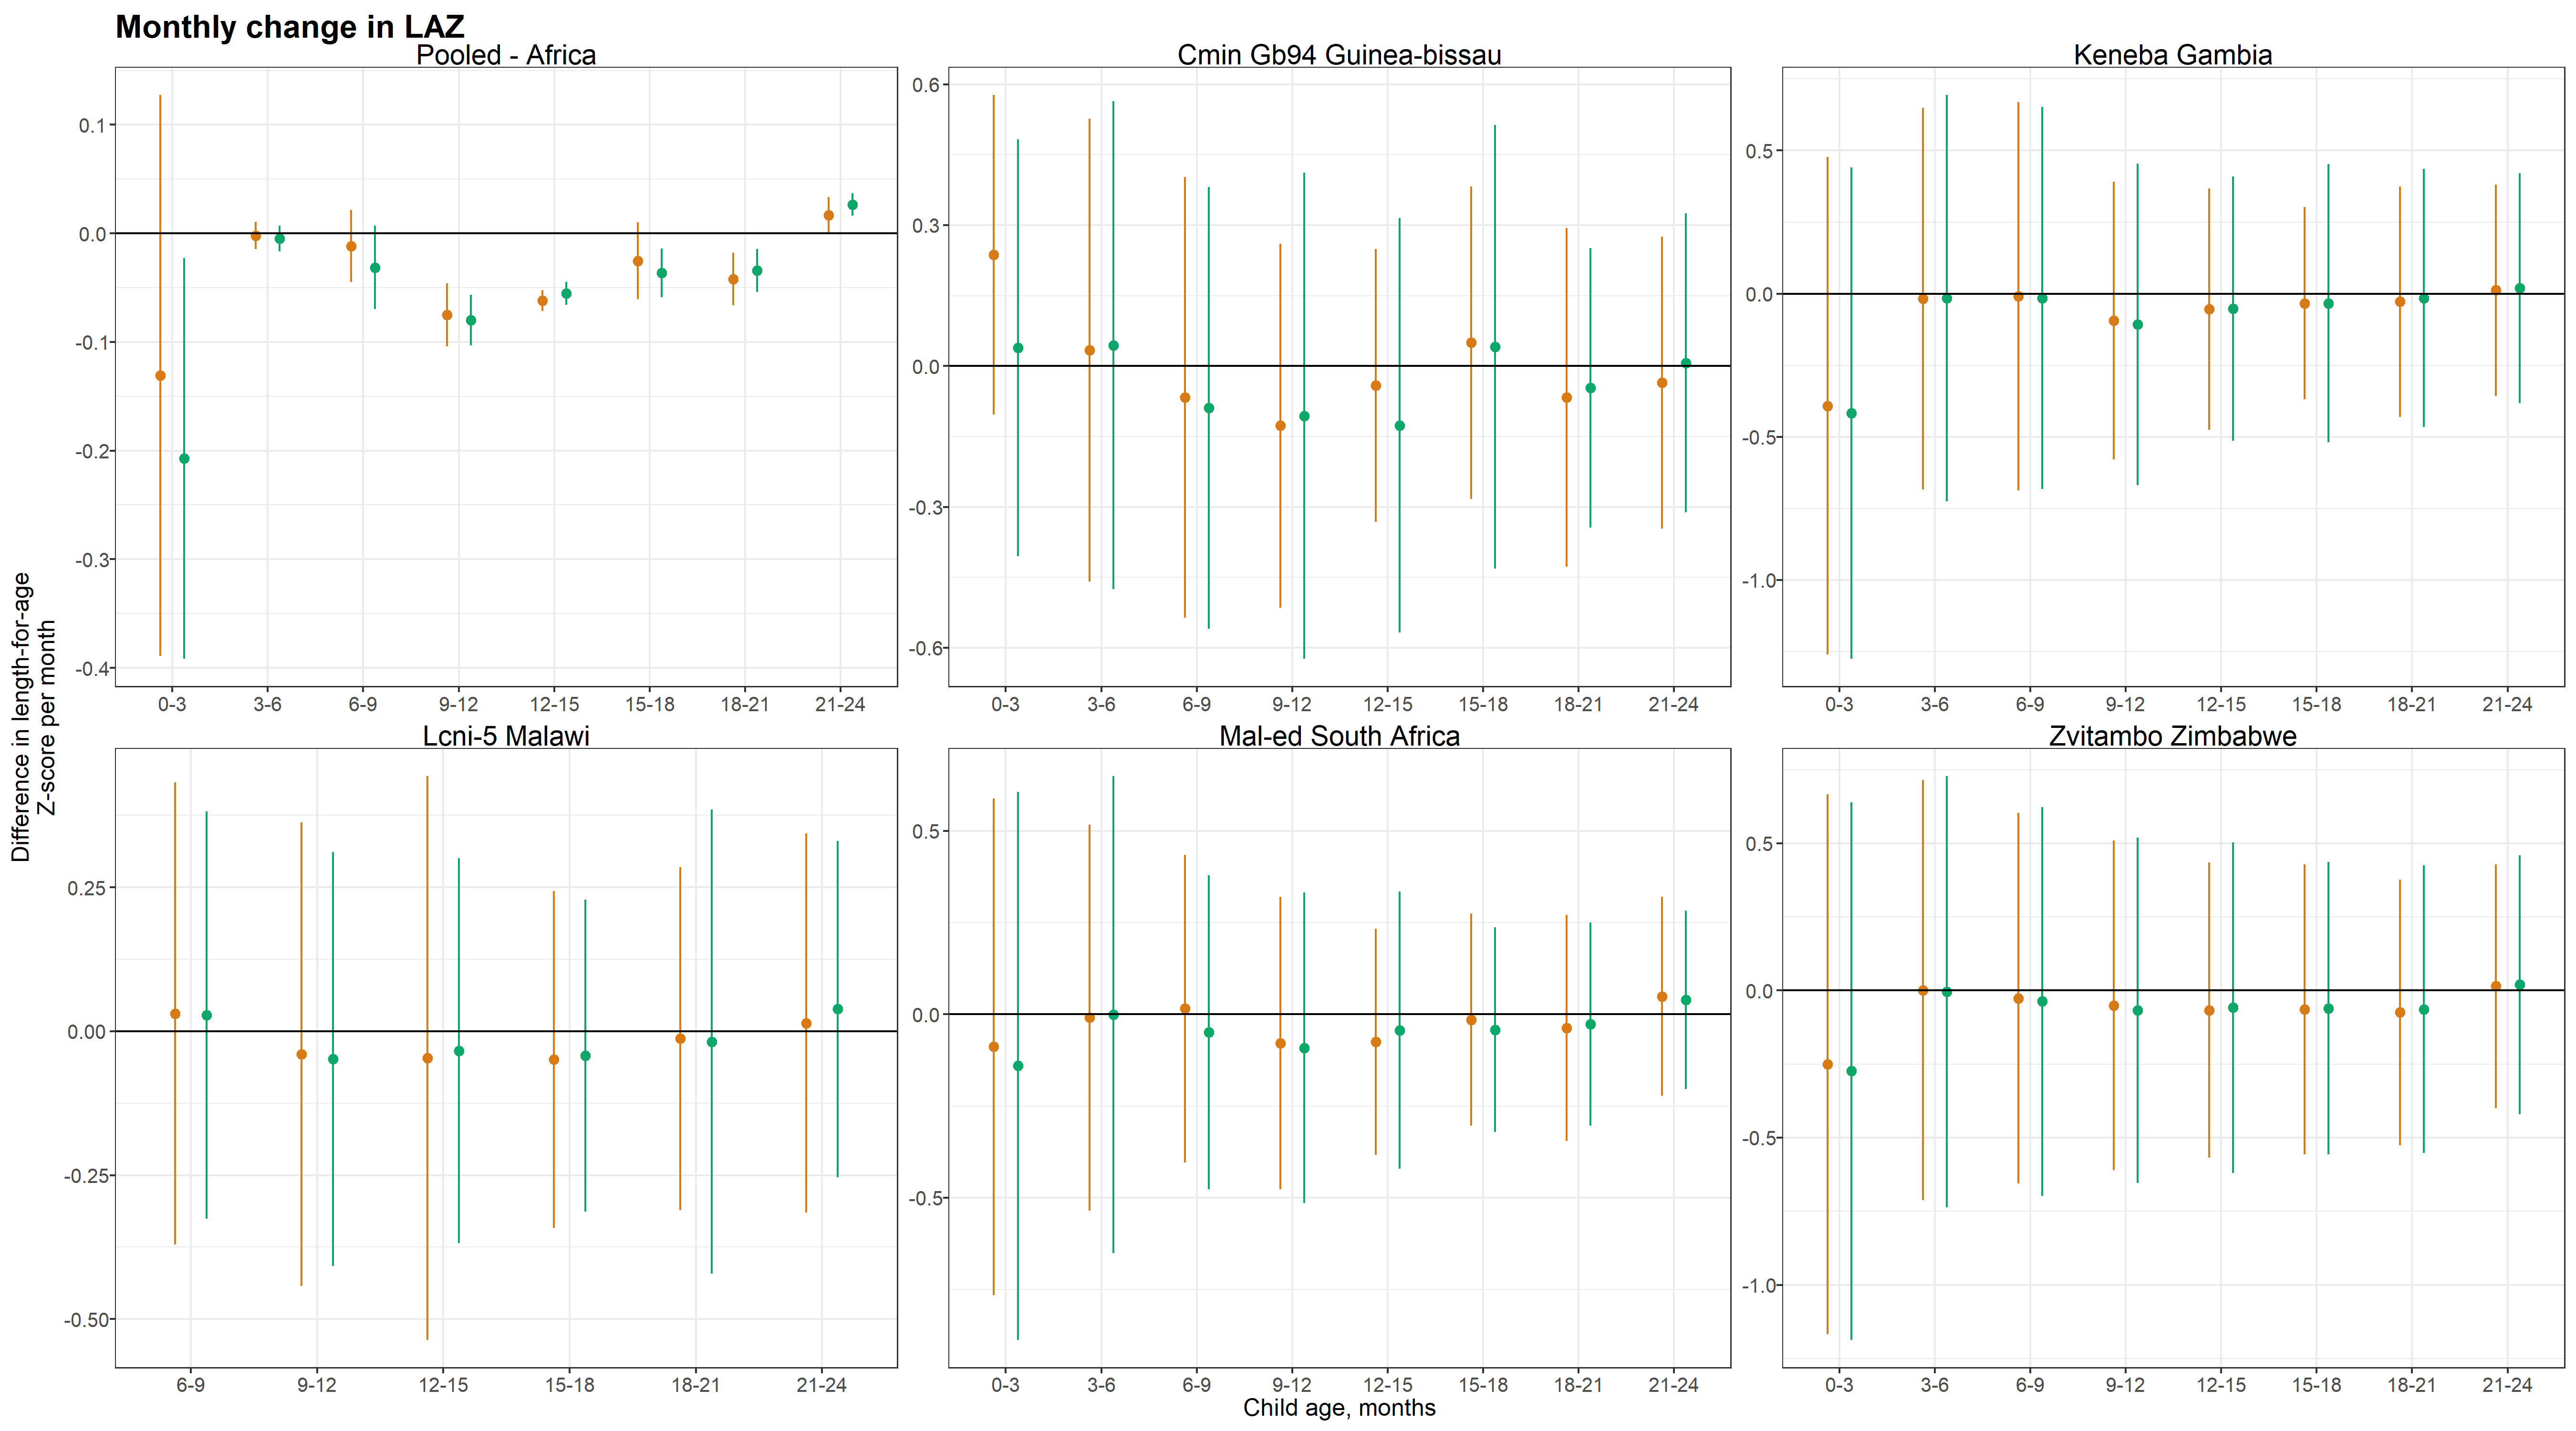 Monthly change in LAZ
Pooled - Africa
Cmin Gb94 Guinea-bissau
Keneba Gambia
0.1
0.0
-0.1
-0.2
-0.3
-0.4
0.6
0.3
0.0
-0.3
-0.6
0.5
0.0
-0.5
-1.0
0-3 3-6 6-9 9-12 12-15 15-18 18-21 21-24
0-3 3-6 6-9 9-12 12-15 15-18 18-21 21-24
0-3 3-6 6-9 9-12 12-15 15-18 18-21 21-24
Difference in length-for-age
Z-score per month
Lcni-5 Malawi
Mal-ed South Africa
Zvitambo Zimbabwe
0.25
0.00
-0.25
-0.50
0.5
0.0
-0.5
0.5
0.0
-0.5
-1.0
6-9 9-12 12-15 15-18 18-21 21-24
0-3 3-6 6-9 9-12 12-15 15-18 18-21 21-24
0-3 3-6 6-9 9-12 12-15 15-18 18-21 21-24
Child age, months